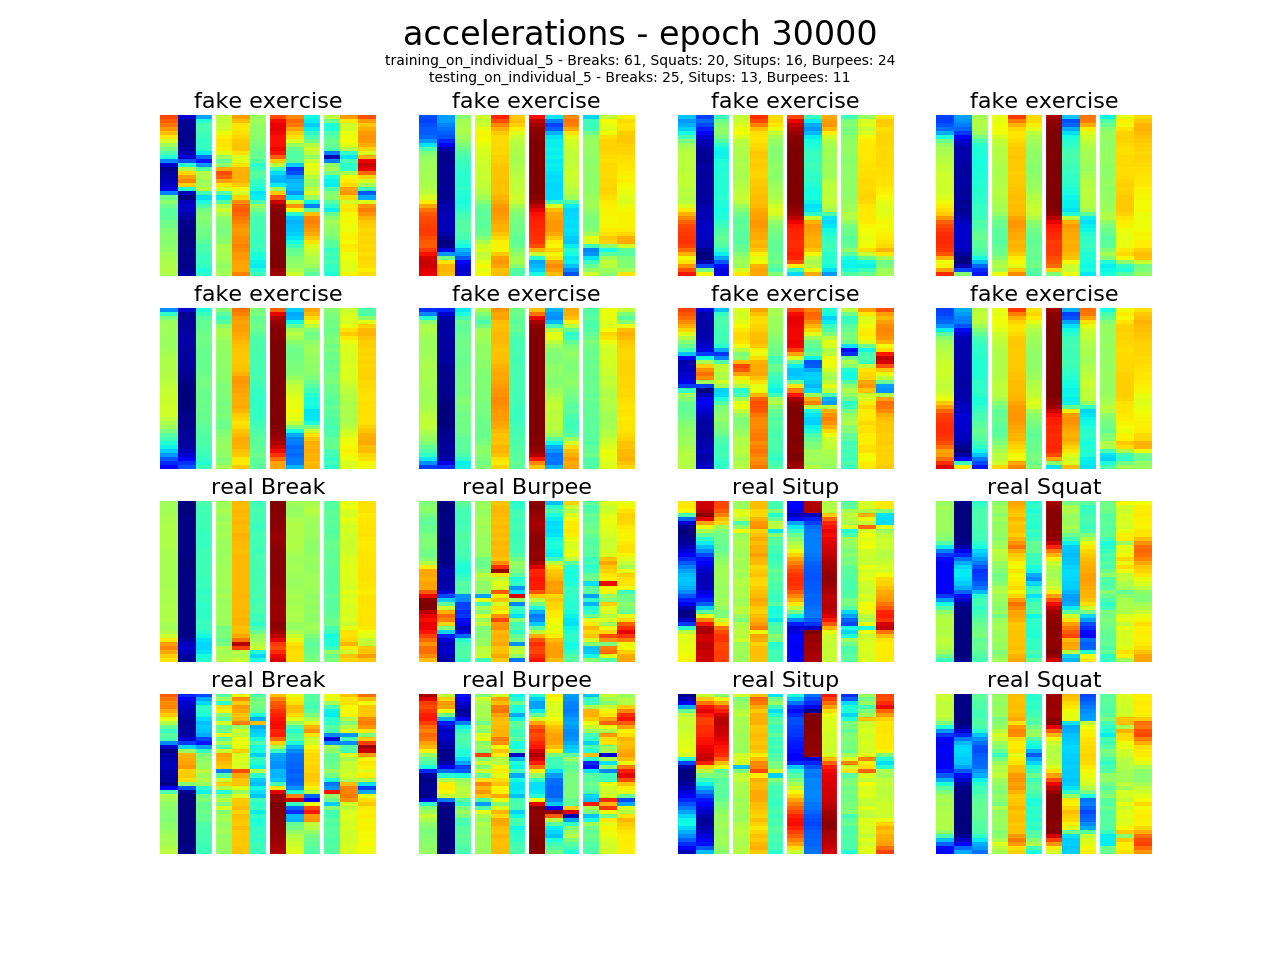 accelerations - epoch 30000
training_on_individual_5 - Breaks: 61, Squats: 20, Situps: 16, Burpees: 24
testing_on_individual_5 - Breaks: 25, Situps: 13, Burpees: 11
fake exercise fake exercise fake exercise fake exercise
fake exercise fake exercise fake exercise fake exercise
real Break real Burpee real Situp real Squat
real Break real Burpee real Situp real Squat